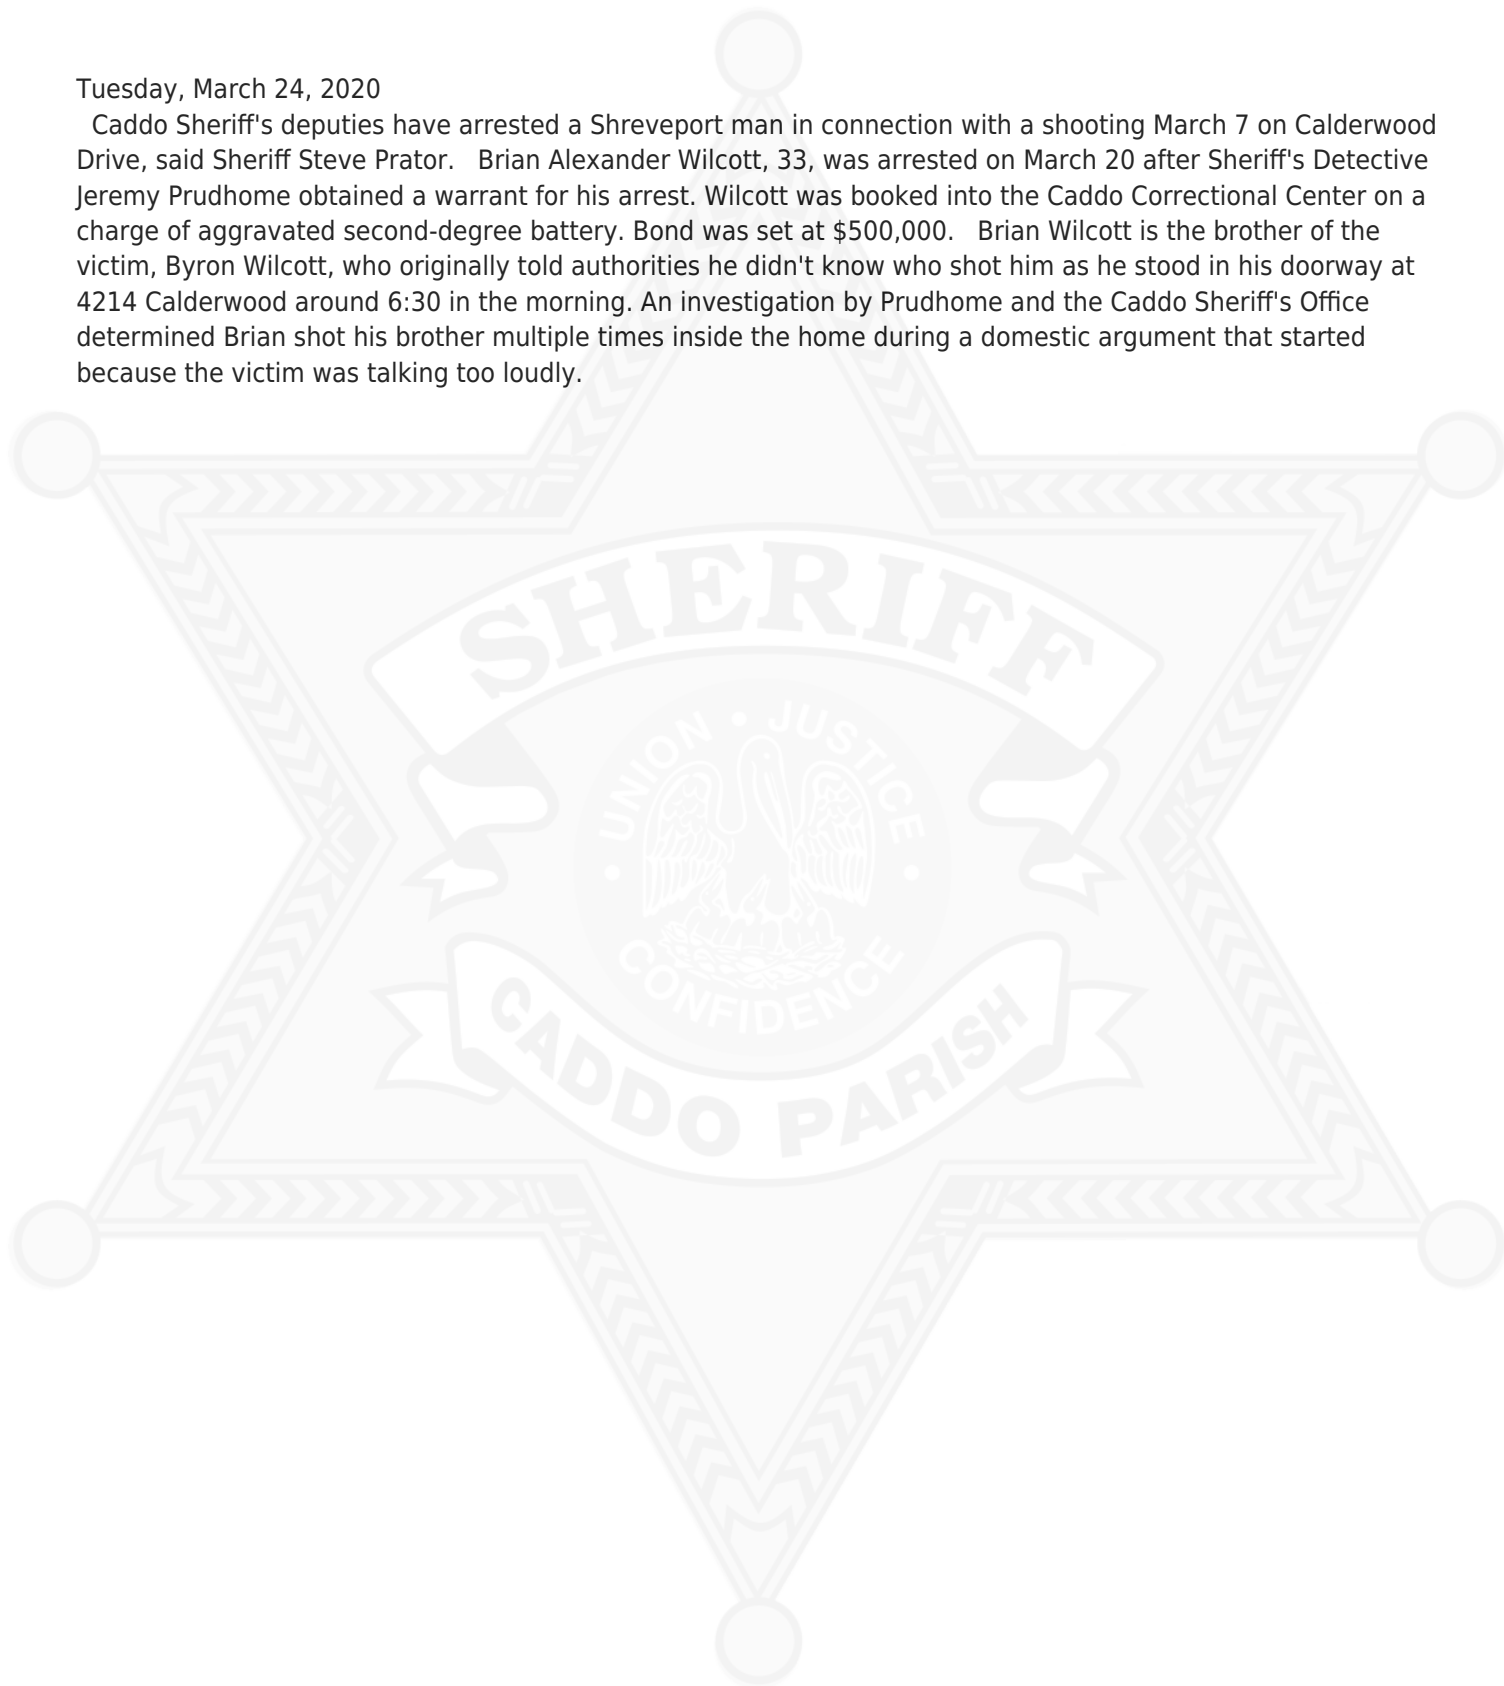 Tuesday, March 24, 2020
Caddo Sheriff's deputies have arrested a Shreveport man in connection with a shooting March 7 on Calderwood
Drive, said Sheriff Steve Prator.   Brian Alexander Wilcott, 33, was arrested on March 20 after Sheriff's Detective
Jeremy Prudhome obtained a warrant for his arrest. Wilcott was booked into the Caddo Correctional Center on a
charge of aggravated second-degree battery. Bond was set at $500,000.   Brian Wilcott is the brother of the
victim, Byron Wilcott, who originally told authorities he didn't know who shot him as he stood in his doorway at
4214 Calderwood around 6:30 in the morning. An investigation by Prudhome and the Caddo Sheriff's Office
determined Brian shot his brother multiple times inside the home during a domestic argument that started
because the victim was talking too loudly.
SHERIFF
UNION • JUSTICE
• CONFIDENCE •
CADDO PARISH